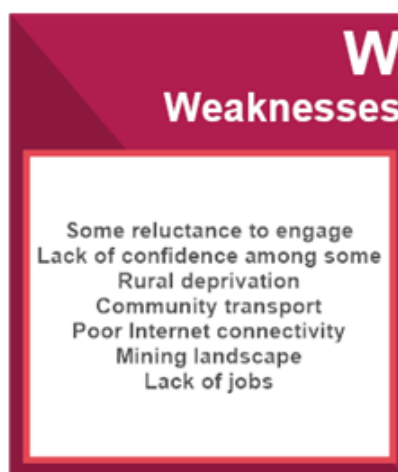 W
Weaknesses
Some reluctance to engage
Lack of confidence among some
Rural deprivation
Community transport
Poor Internet connectivity
Mining landscape
Lack of jobs